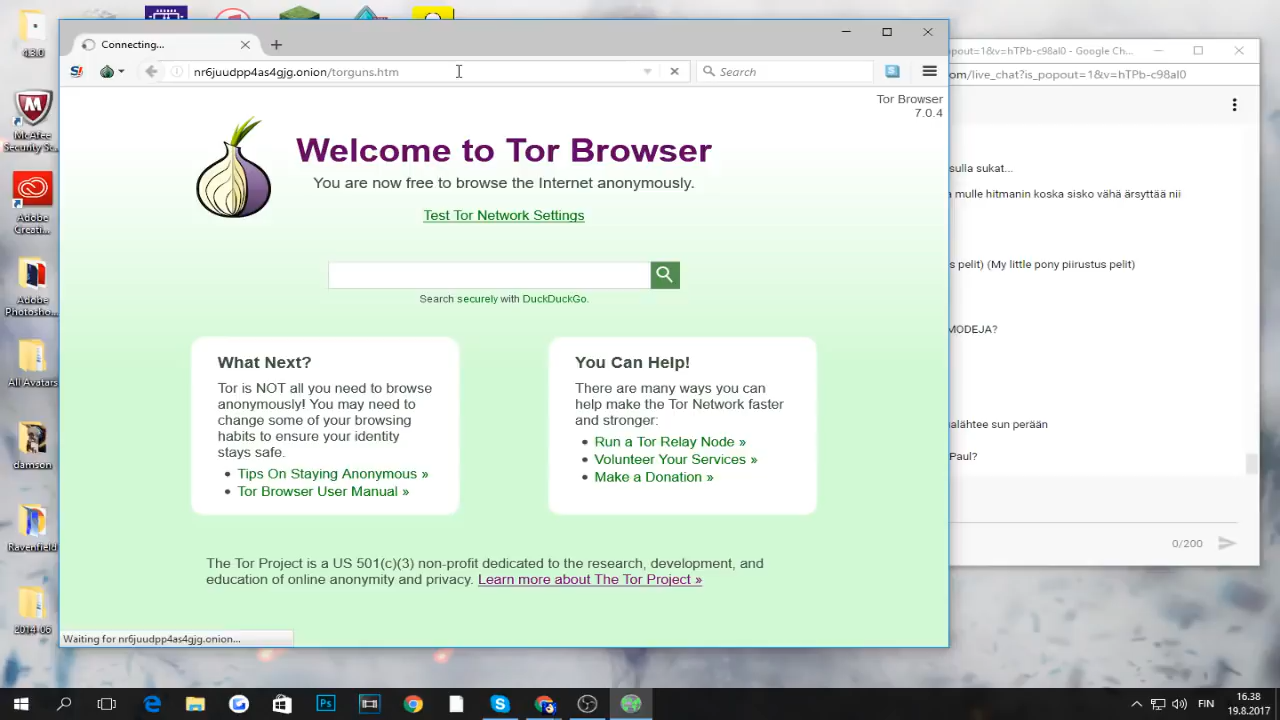 4.3.0
McAfee
Security Sc...
Adobe
Creati...
Adobe
Photosho...
All Avatars
damson
Ravenfield
2014-06
Connecting...
nr6juudpp4as4gjg.onion/torguns.htm
Search
Tor Browser
7.0.4
Welcome to Tor Browser
You are now free to browse the Internet anonymously.
Test Tor Network Settings
Search securely with DuckDuckGo.
What Next?
Tor is NOT all you need to browse
anonymously! You may need to
change some of your browsing
habits to ensure your identity
stays safe.
Tips On Staying Anonymous »
Tor Browser User Manual »
You Can Help!
There are many ways you can
help make the Tor Network faster
and stronger:
Run a Tor Relay Node »
Volunteer Your Services »
Make a Donation »
The Tor Project is a US 501(c)(3) non-profit dedicated to the research, development, and
education of online anonymity and privacy. Learn more about The Tor Project »
Waiting for nr6juudpp4as4gjg.onion...
popout=1&v=hTPb-c98al0 - Google Ch...
om/live_chat?is_popout=1&v=hTPb-c98al0
sulla sukat...
a mulle hitmanin koska sisko vähä ärsyttää nii
us pelit) (My little pony piirustus pelit)
MODEJA?
alähtee sun perään
Paul?
0/200
Ps
FIN
16.38
19.8.2017